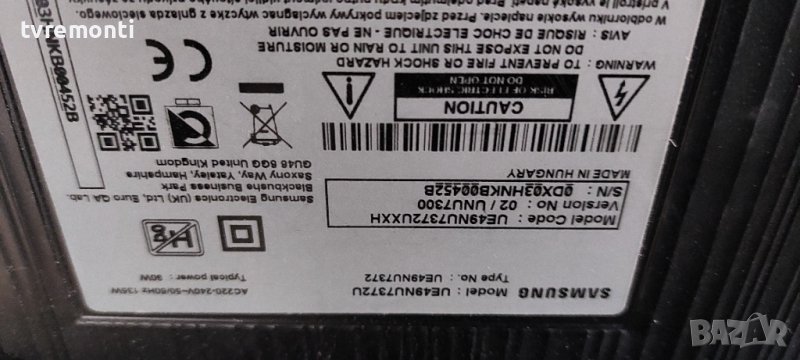 tvremonti
SAMSUNG
Model : UE49NU7372U
Type No. : UE49NU7372
AC220-240V~50/60Hz 135W
Typical power : 90W
Model Code : UE49NU7372UXXH
Version No : 02 / UNU7300
S/N : 0DX03HHKB00452B
MADE IN HUNGARY
Samsung Electronics (UK) Ltd, Euro QA Lab.
Blackbushe Business Park
Saxony Way, Yateley, Hampshire
GU46 6GG United Kingdom
CAUTION
RISK OF ELECTRIC SHOCK
DO NOT OPEN
WARNING : TO PREVENT FIRE OR SHOCK HAZARD
DO NOT EXPOSE THIS UNIT TO RAIN OR MOISTURE
AVIS : RISQUE DE CHOC ELECTRIQUE - NE PAS OUVRIR
W odborniku wysokie napięcie. Przed zdjęciem pokrywy wyciągnąć wtyczkę z gniazda sieciowego.
HKB00452B
BAZAR